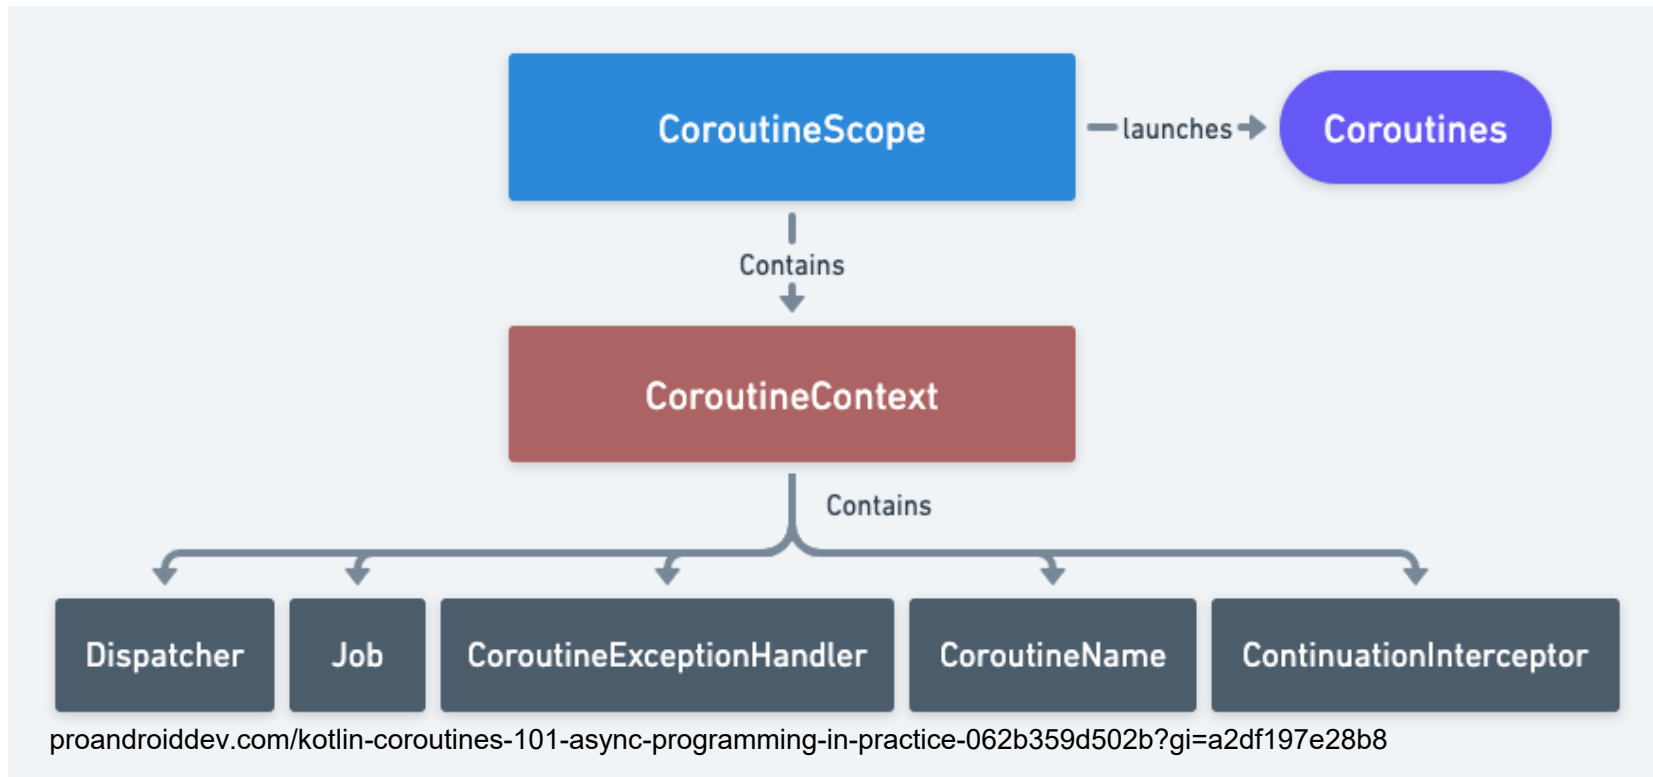 CoroutineScope
launches
Coroutines
Contains
CoroutineContext
Contains
Dispatcher
Job
CoroutineExceptionHandler
CoroutineName
ContinuationInterceptor
proandroiddev.com/kotlin-coroutines-101-async-programming-in-practice-062b359d502b?gi=a2df197e28b8